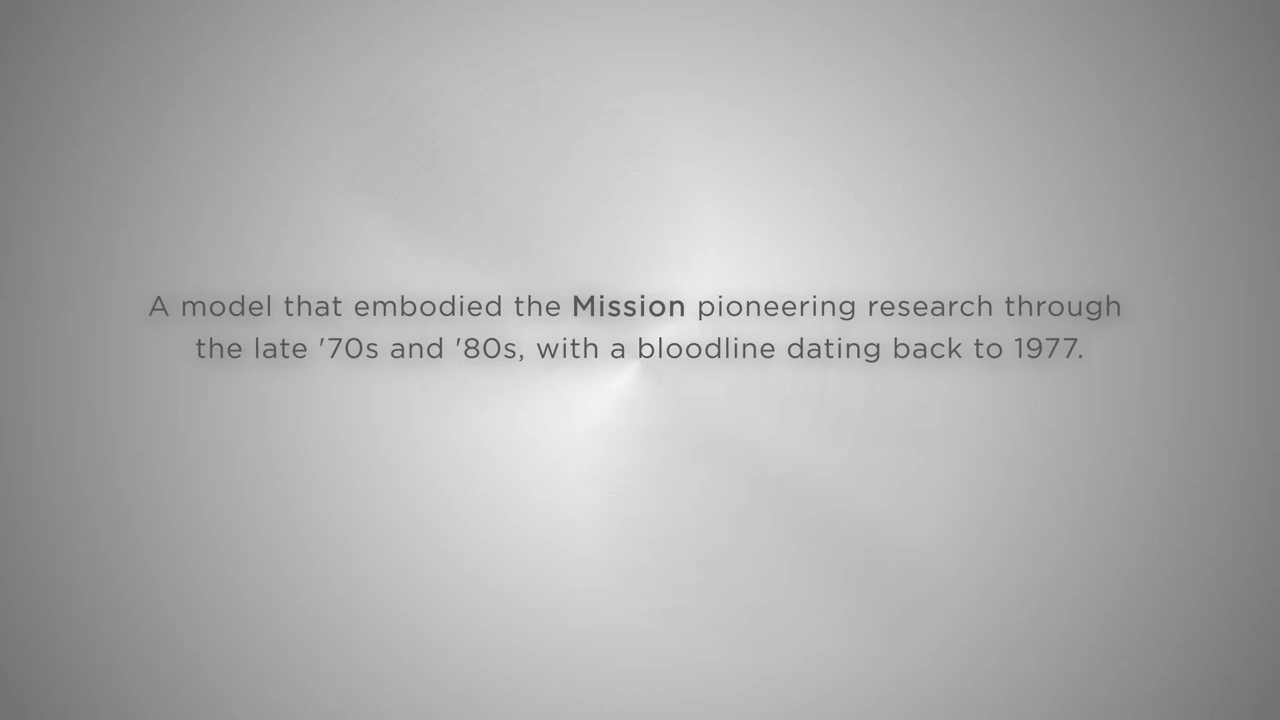 A model that embodied the Mission pioneering research through
the late '70s and '80s, with a bloodline dating back to 1977.